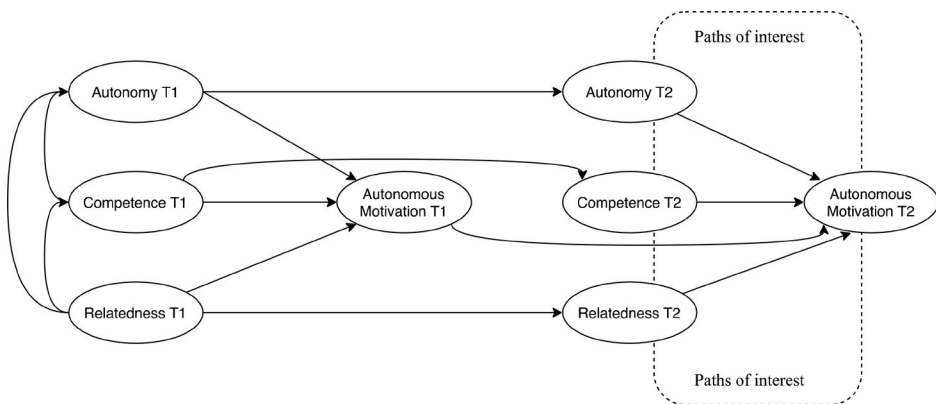 Paths of interest
Autonomy T1
Autonomy T2
Competence T1
Autonomous
Motivation T1
Competence T2
Autonomous
Motivation T2
Relatedness T1
Relatedness T2
Paths of interest